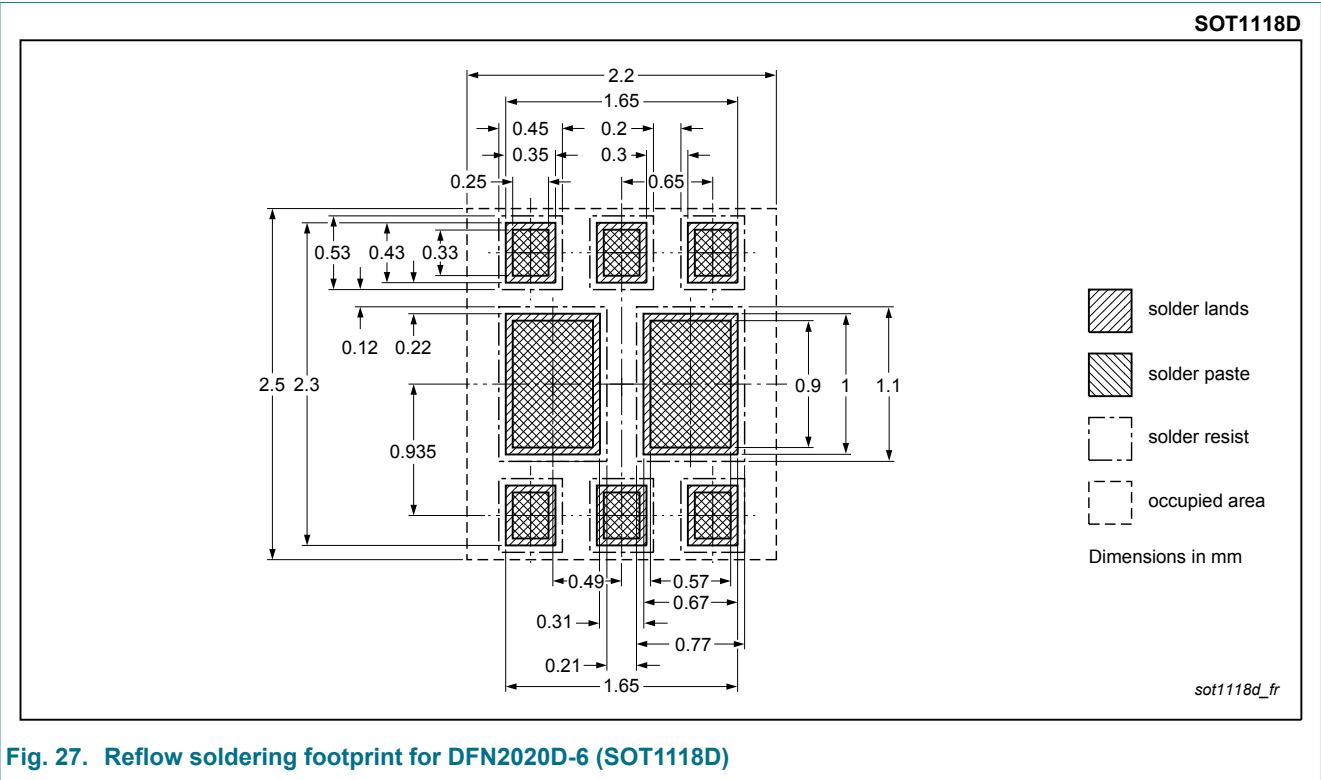 SOT1118D
2.2
1.65
0.45 0.2
0.35 0.3
0.25 0.65
0.53 0.43 0.33
solder lands
0.12 0.22
solder paste
2.5 2.3 0.9 1 1.1
solder resist
0.935
occupied area
Dimensions in mm
0.49 0.57
0.67
0.31
0.77
0.21
1.65
sot1118d_fr
Fig. 27. Reflow soldering footprint for DFN2020D-6 (SOT1118D)